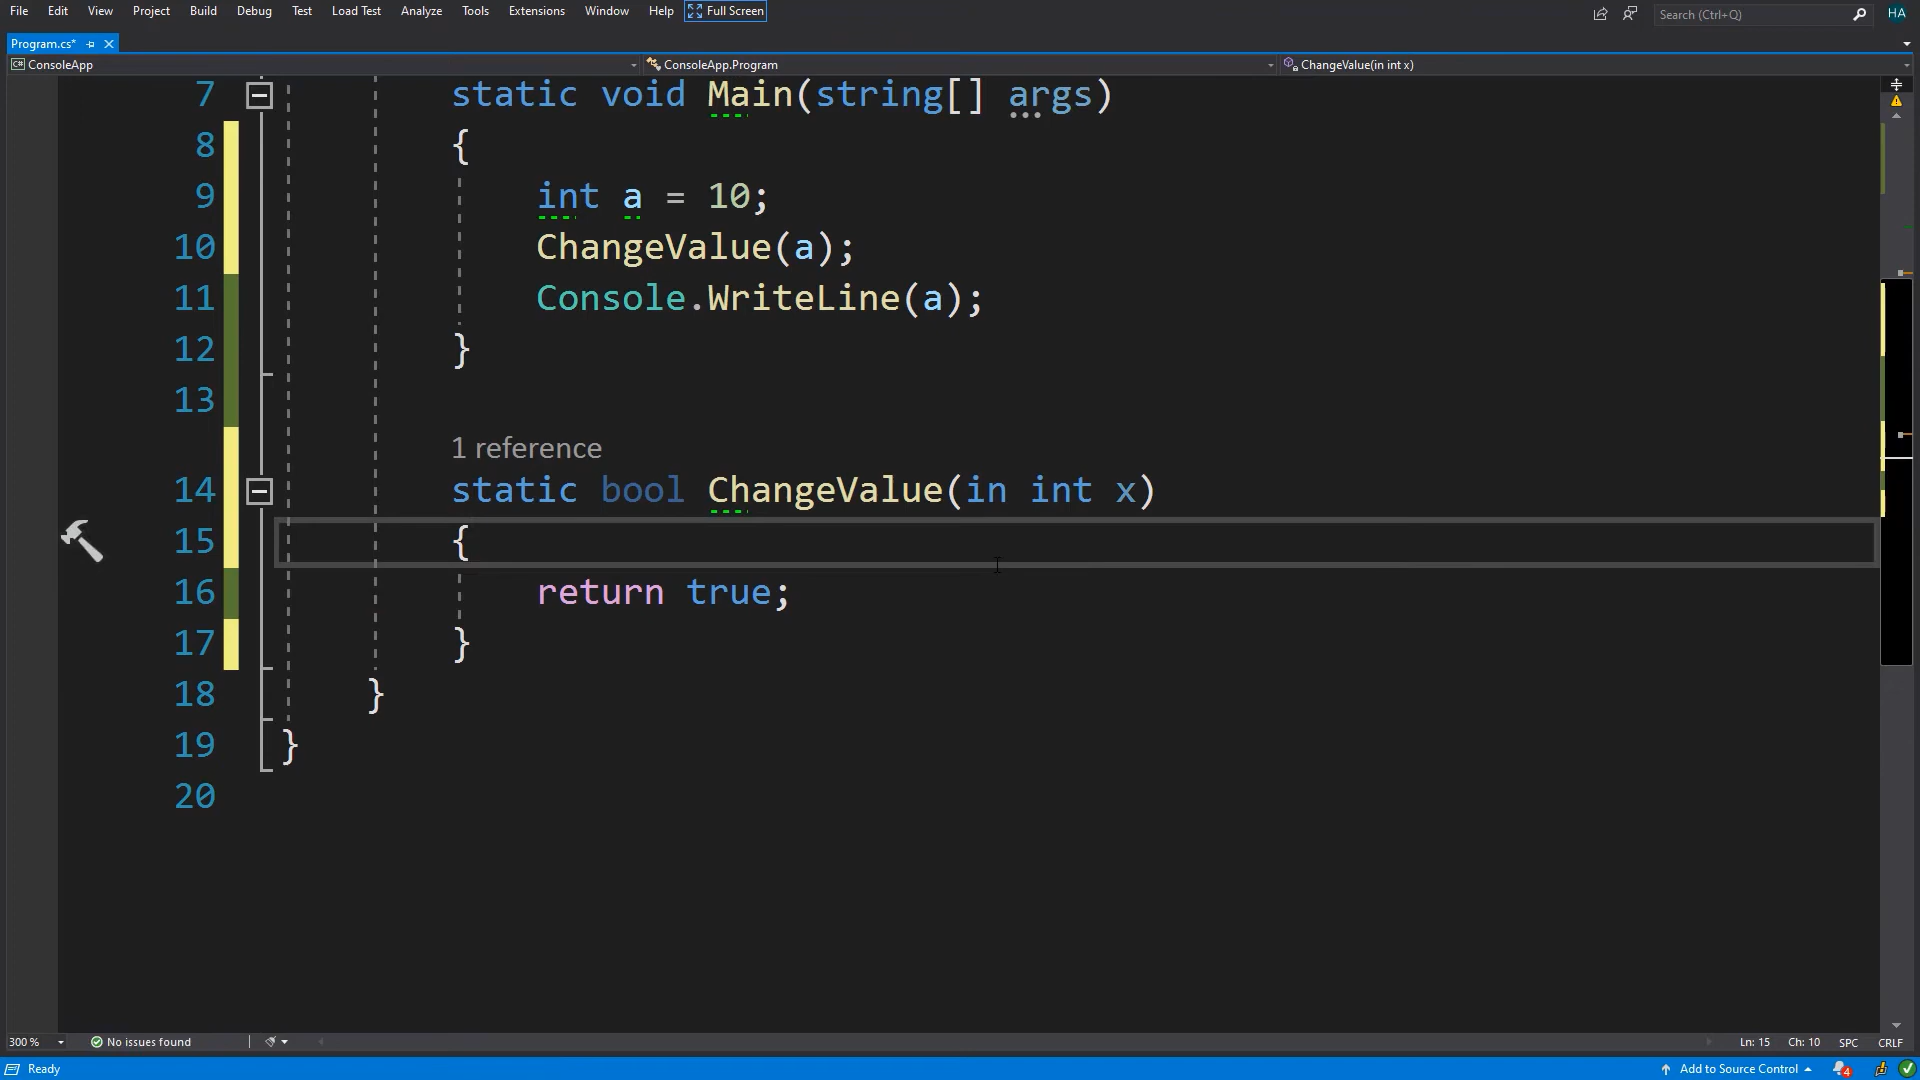 File Edit View Project Build Debug Test Load Test Analyze Tools Extensions Window Help Full Screen Search (Ctrl+Q) HA
Program.cs*
C# ConsoleApp ConsoleApp.Program ChangeValue(in int x)
7 static void Main(string[] args)
8 {
9 int a = 10;
10 ChangeValue(a);
11 Console.WriteLine(a);
12 }
13
1 reference
14 static bool ChangeValue(in int x)
15 {
16 return true;
17 }
18 }
19 }
20
300 % No issues found Ln: 15 Ch: 10 SPC CRLF
Ready Add to Source Control 4